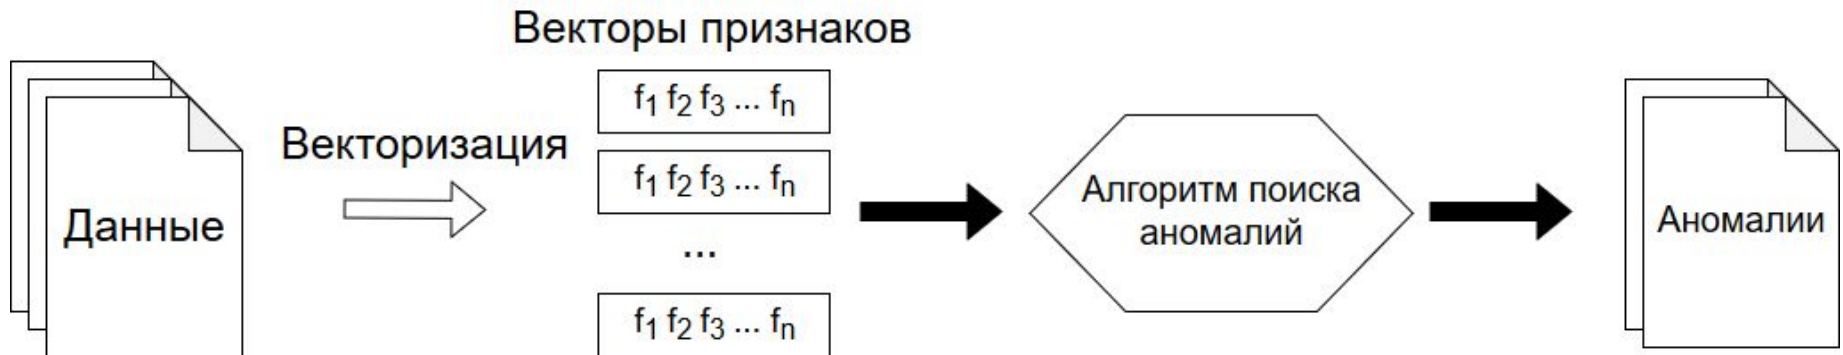 Векторы признаков
Данные
Векторизация
f1 f2 f3 ... fn
f1 f2 f3 ... fn
...
f1 f2 f3 ... fn
Алгоритм поиска
аномалий
Аномалии